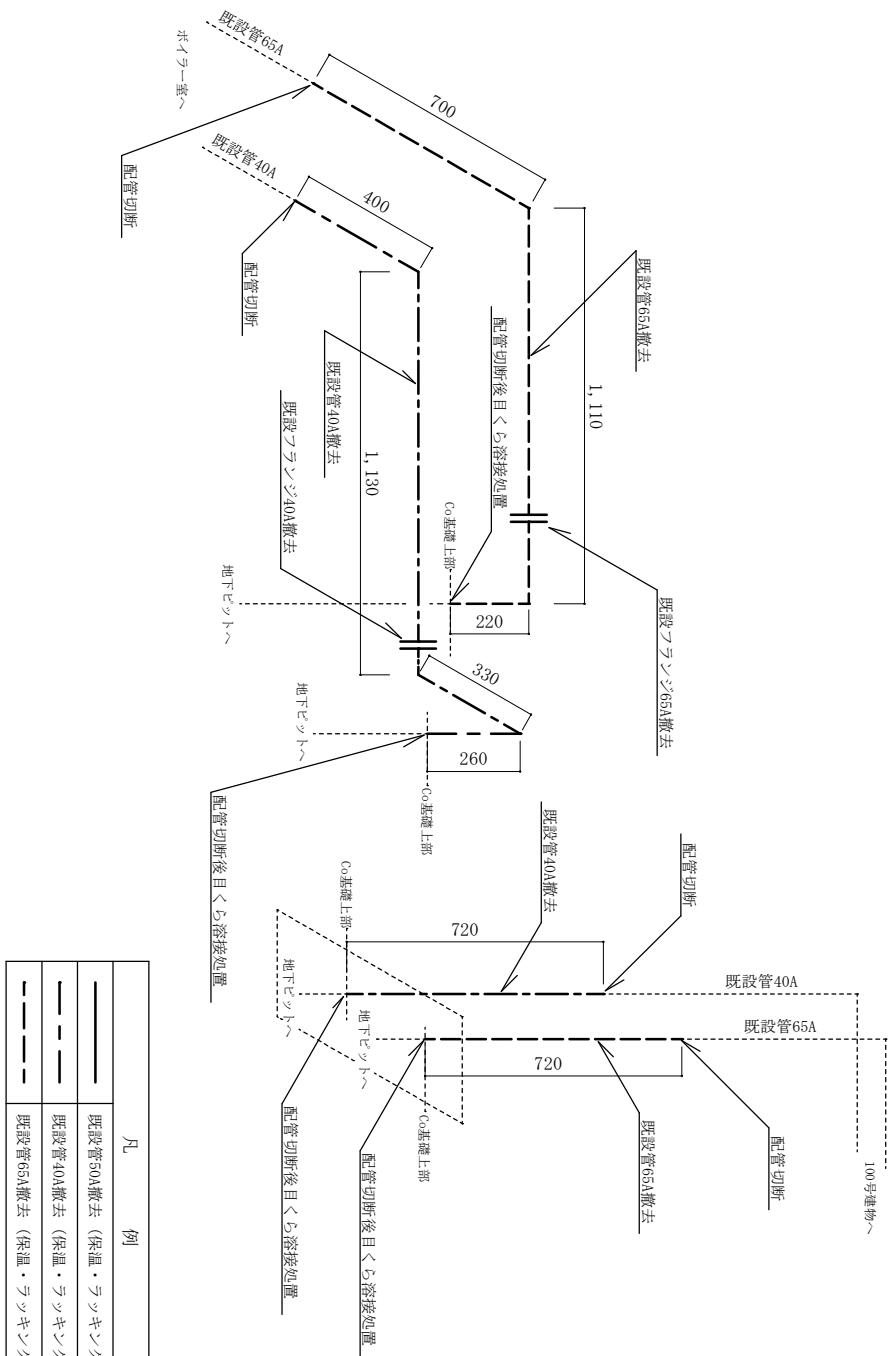 既設管65A
ボイラー室へ
配管切断
700
既設管40A
400
配管切断
既設管65A撤去
1,110
配管切断後目くら溶接処置
既設管40A撤去
1,130
既設フランジ40A撤去
Co基礎上部
220
既設フランジ65A撤去
地下ピットへ
330
地下ピットへ
260
Co基礎上部
配管切断後目くら溶接処置
既設管40A撤去
配管切断
Co基礎上部
720
既設管40A
地下ピットへ
既設管65A
地下ピットへ
720
Co基礎上部
既設管65A撤去
配管切断
100号建物へ
配管切断後目くら溶接処置
配管切断後目くら溶接処置
凡例
既設管50A撤去（保温・ラッキング
既設管40A撤去（保温・ラッキング
既設管65A撤去（保温・ラッキング